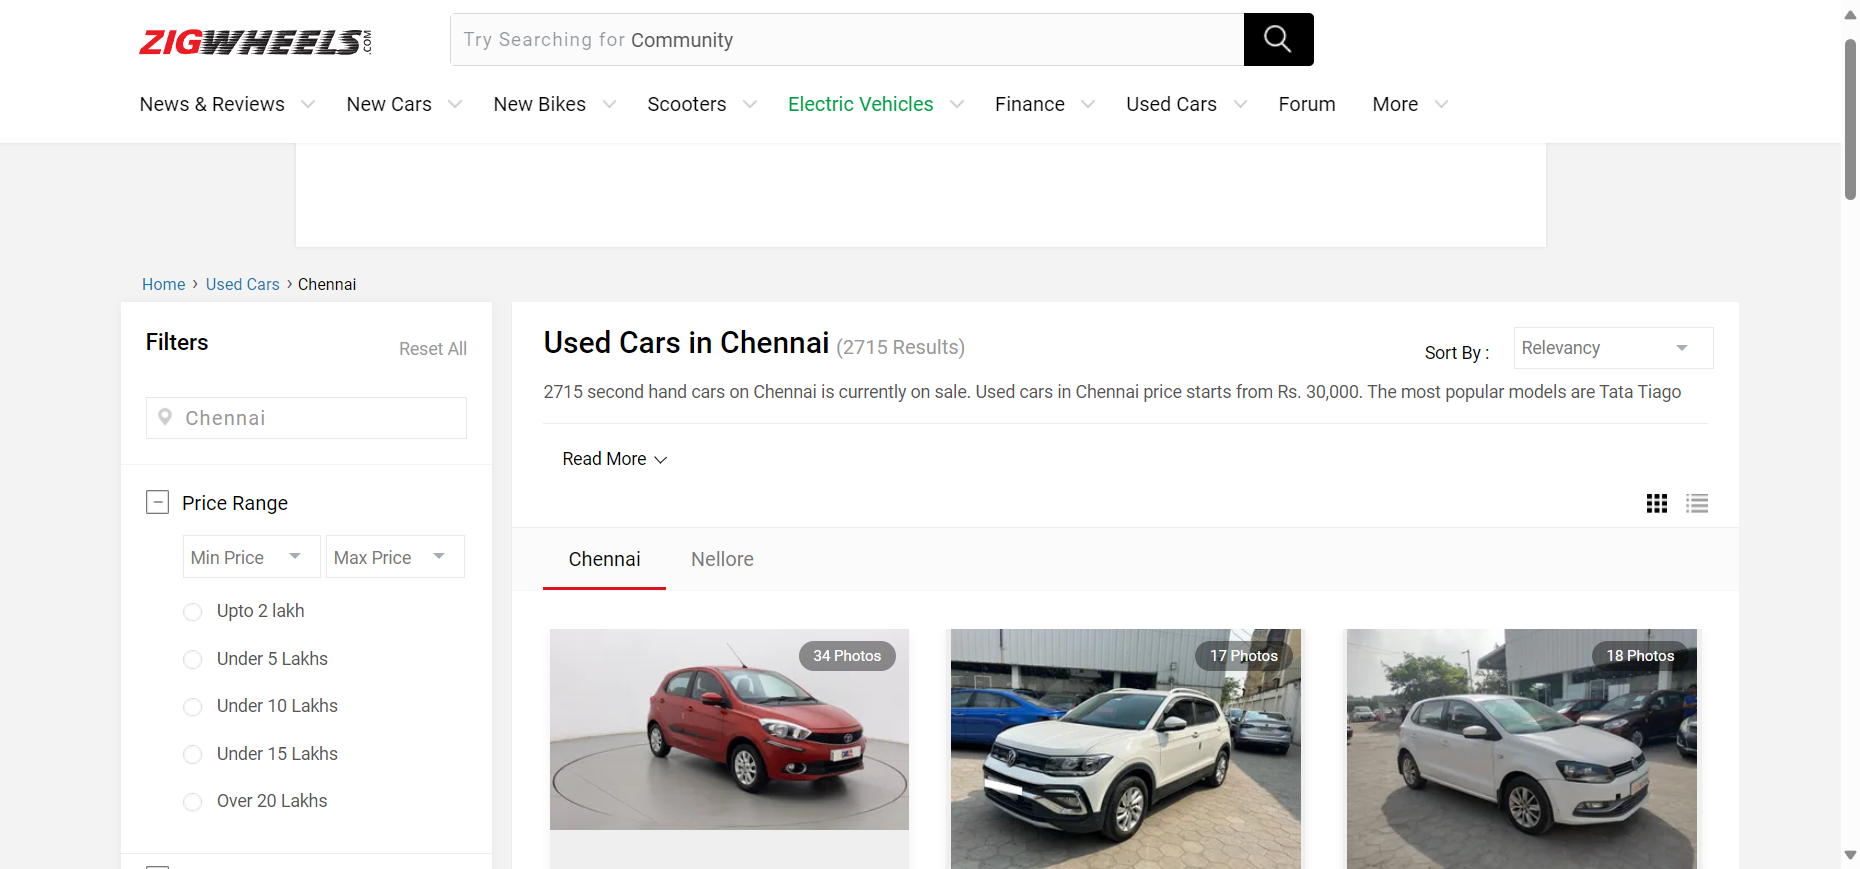 ZIGWHEELS.COM
Try Searching for Community
News & Reviews New Cars New Bikes Scooters Electric Vehicles Finance Used Cars Forum More
Home › Used Cars › Chennai
Filters
Reset All
Chennai
Price Range
Min Price Max Price
Upto 2 lakh
Under 5 Lakhs
Under 10 Lakhs
Under 15 Lakhs
Over 20 Lakhs
Used Cars in Chennai (2715 Results)
Sort By : Relevancy
2715 second hand cars on Chennai is currently on sale. Used cars in Chennai price starts from Rs. 30,000. The most popular models are Tata Tiago
Read More
Chennai Nellore
34 Photos
17 Photos
18 Photos